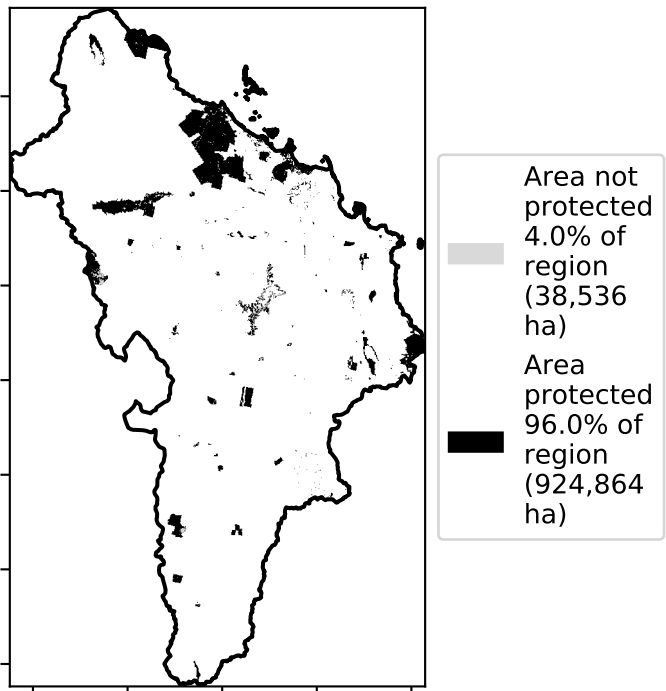 Area not
protected
4.0% of
region
(38,536
ha)
Area
protected
96.0% of
region
(924,864
ha)